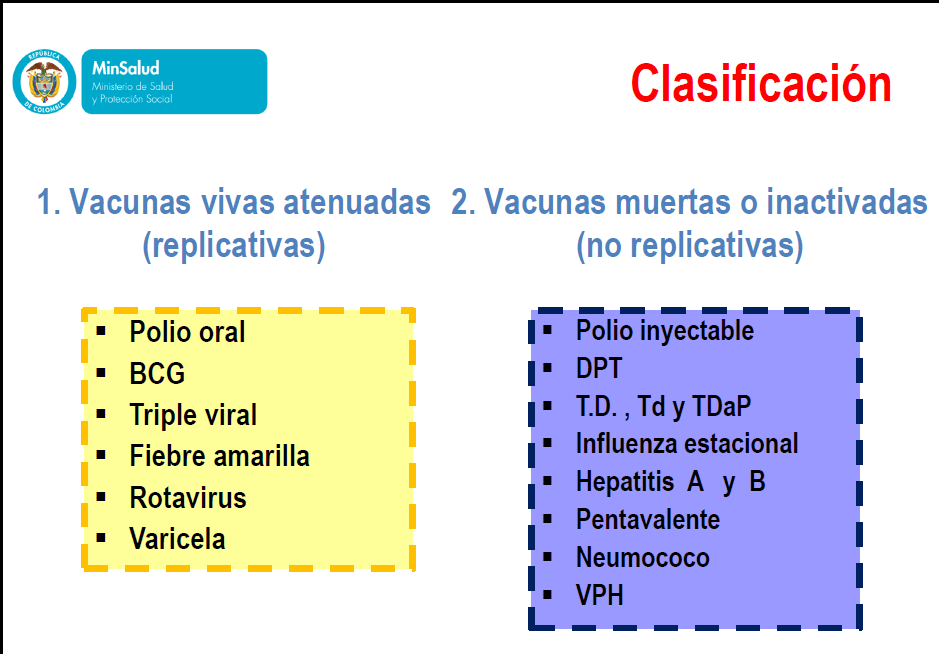 REPÚBLICA
DE COLOMBIA
MinSalud
Ministerio de Salud
y Protección Social
Clasificación
1. Vacunas vivas atenuadas
(replicativas)
2. Vacunas muertas o inactivadas
(no replicativas)
▪ Polio oral
▪ BCG
▪ Triple viral
▪ Fiebre amarilla
▪ Rotavirus
▪ Varicela
▪ Polio inyectable
▪ DPT
▪ T.D. , Td y TDaP
▪ Influenza estacional
▪ Hepatitis A y B
▪ Pentavalente
▪ Neumococo
▪ VPH